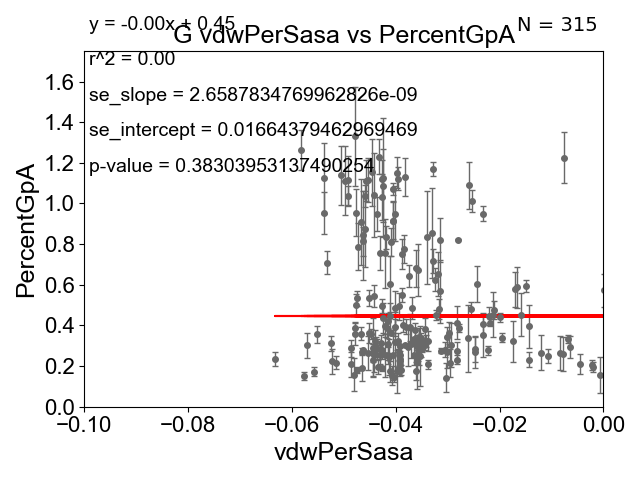 y = -0.00x + 0.45
N = 315
G vdwPerSasa vs PercentGpA
r^2 = 0.00
se_slope = 2.6587834769962826e-09
se_intercept = 0.01664379462969469
p-value = 0.38303953137490254
PercentGpA
1.6
1.4
1.2
1.0
0.8
0.6
0.4
0.2
0.0
−0.10
−0.08
−0.06
−0.04
−0.02
0.00
vdwPerSasa